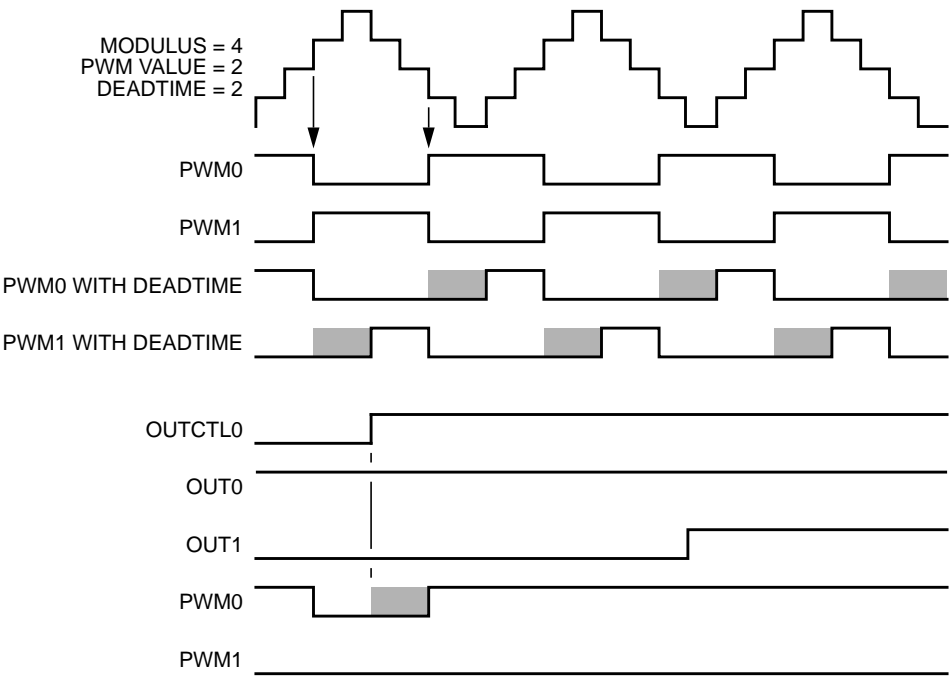 MODULUS = 4
PWM VALUE = 2
DEADTIME = 2
PWM0
PWM1
PWM0 WITH DEADTIME
PWM1 WITH DEADTIME
OUTCTL0
OUT0
OUT1
PWM0
PWM1